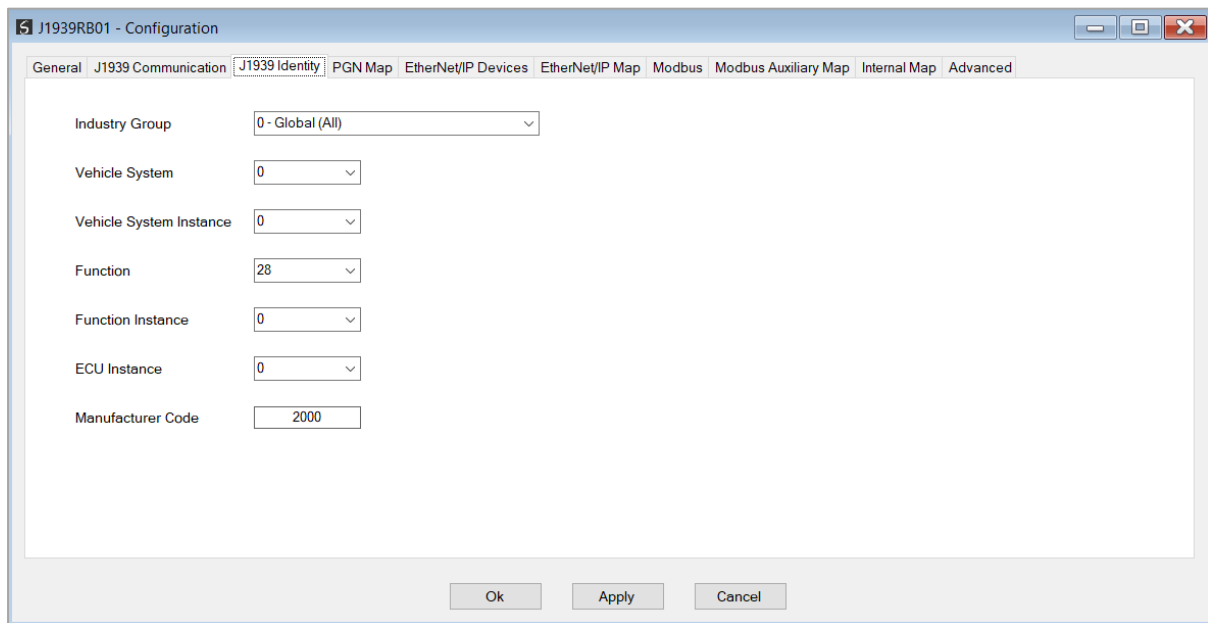 J1939RB01 - Configuration
General J1939 Communication J1939 Identity PGN Map EtherNet/IP Devices EtherNet/IP Map Modbus Modbus Auxiliary Map Internal Map Advanced
Industry Group 0 - Global (All)
Vehicle System 0
Vehicle System Instance 0
Function 28
Function Instance 0
ECU Instance 0
Manufacturer Code 2000
Ok Apply Cancel